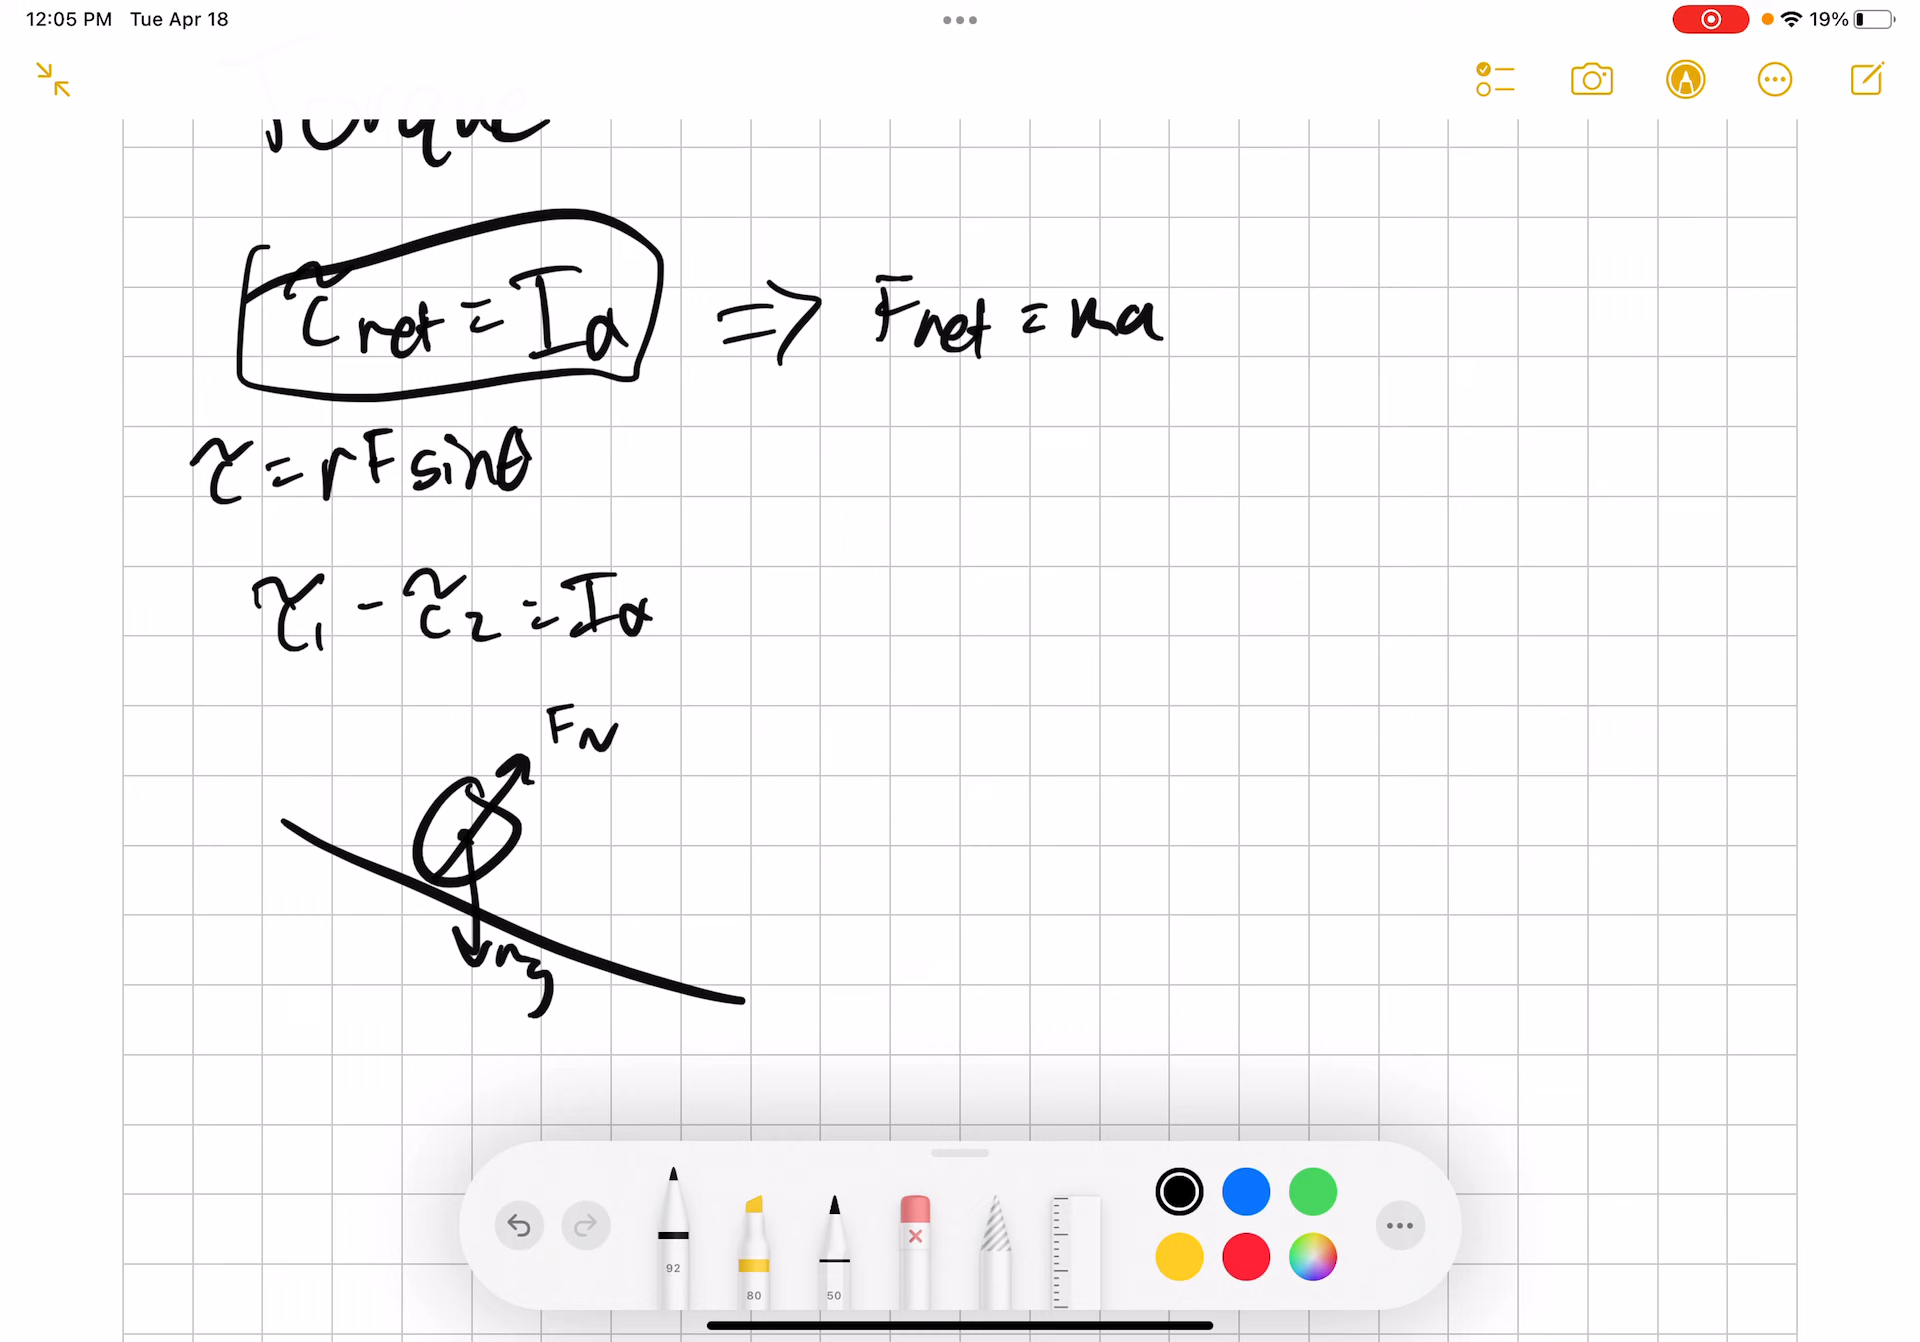 12:05 PM Tue Apr 18
19%
Torque
τnet = Iα => Fnet = ma
τ = rF sinθ
τ1 - τ2 = Iα
FN
mg
92
80
50